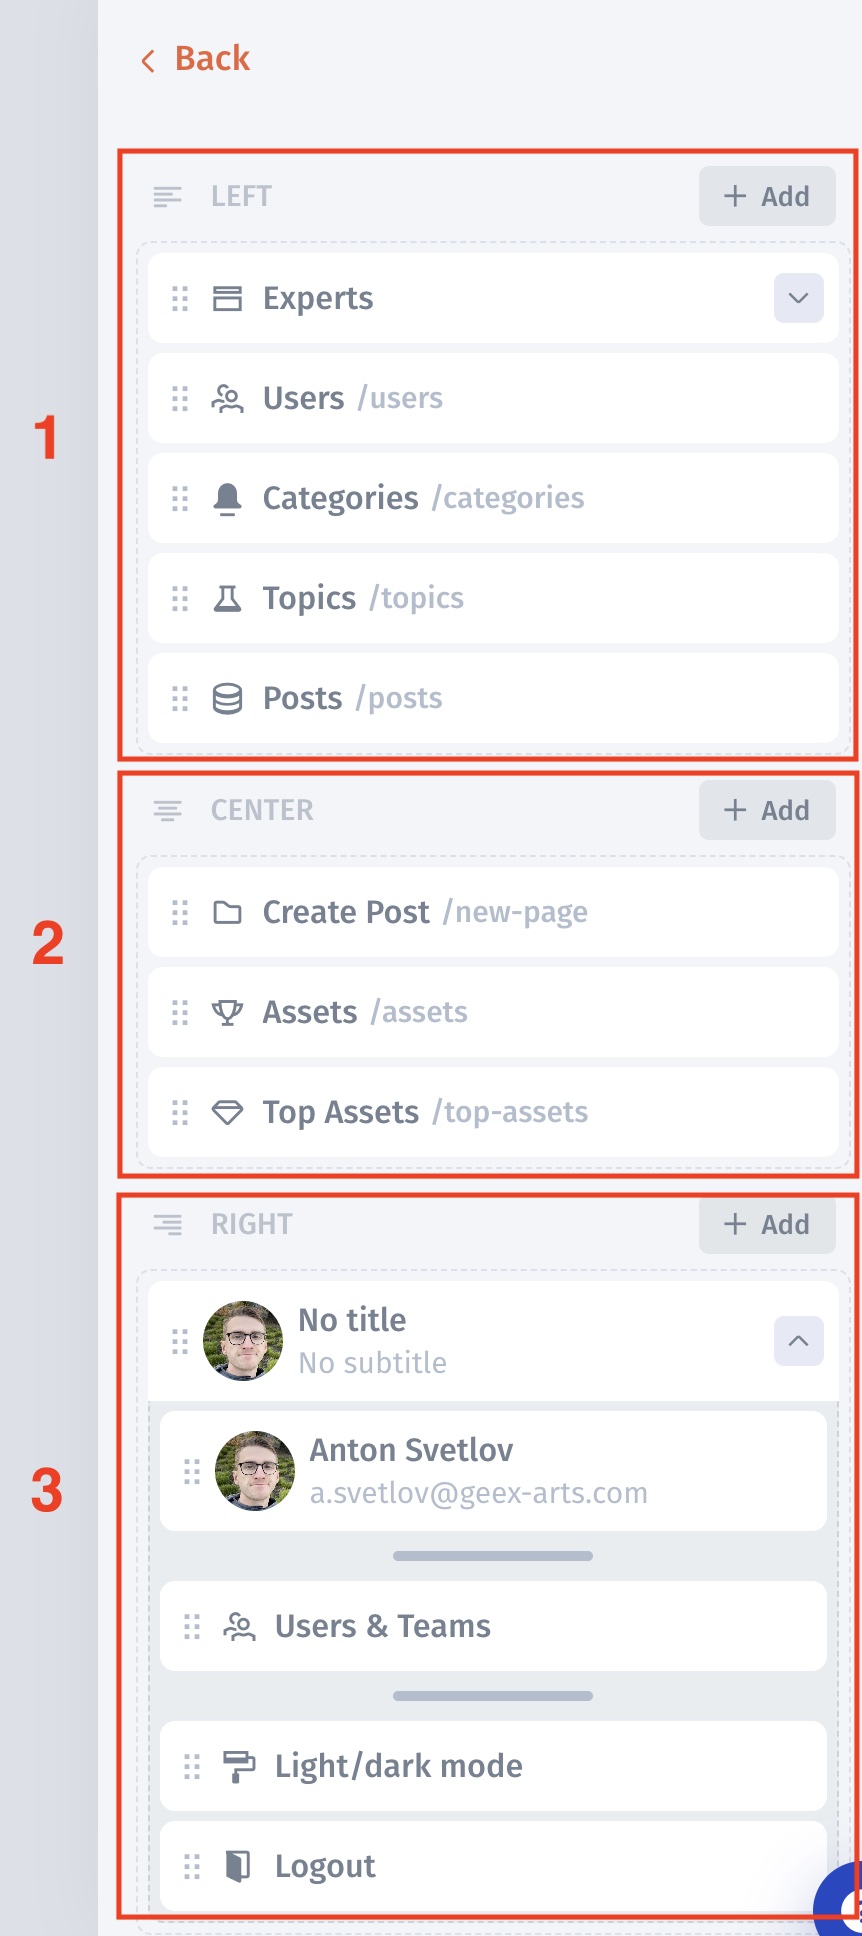 Back
LEFT
Add
Experts
1
Users /users
Categories /categories
Topics /topics
Posts /posts
CENTER
Add
2
Create Post /new-page
Assets /assets
Top Assets /top-assets
RIGHT
Add
No title
No subtitle
3
Anton Svetlov
a.svetlov@geex-arts.com
Users & Teams
Light/dark mode
Logout